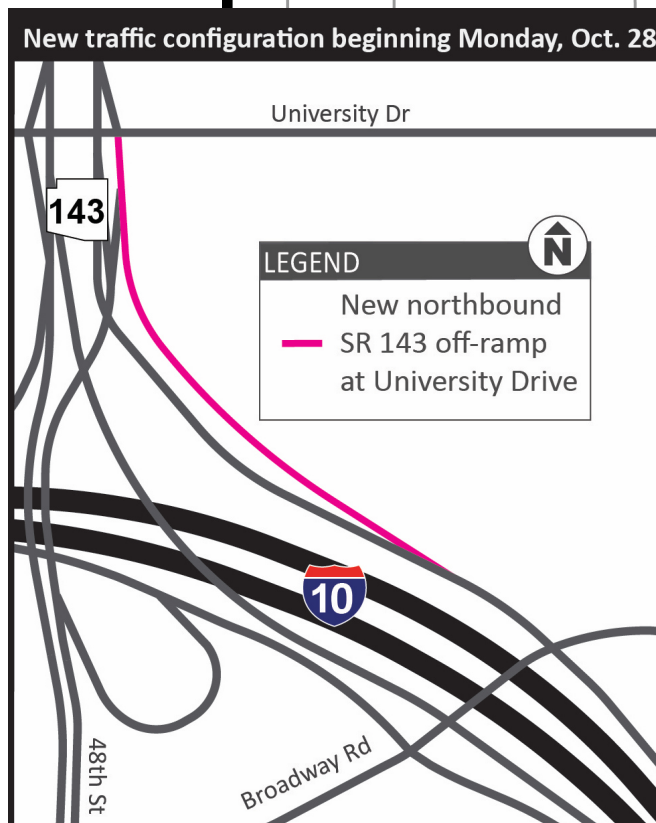 New traffic configuration beginning Monday, Oct. 28
University Dr
143
N
LEGEND
New northbound
SR 143 off-ramp
at University Drive
10
48th St
Broadway Rd